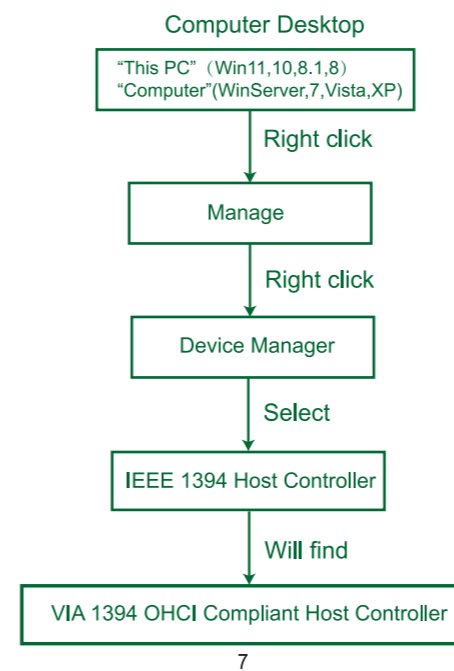 Computer Desktop
“This PC”（Win11,10,8.1,8）
“Computer”(WinServer,7,Vista,XP)
Right click
Manage
Right click
Device Manager
Select
IEEE 1394 Host Controller
Will find
VIA 1394 OHCI Compliant Host Controller
7